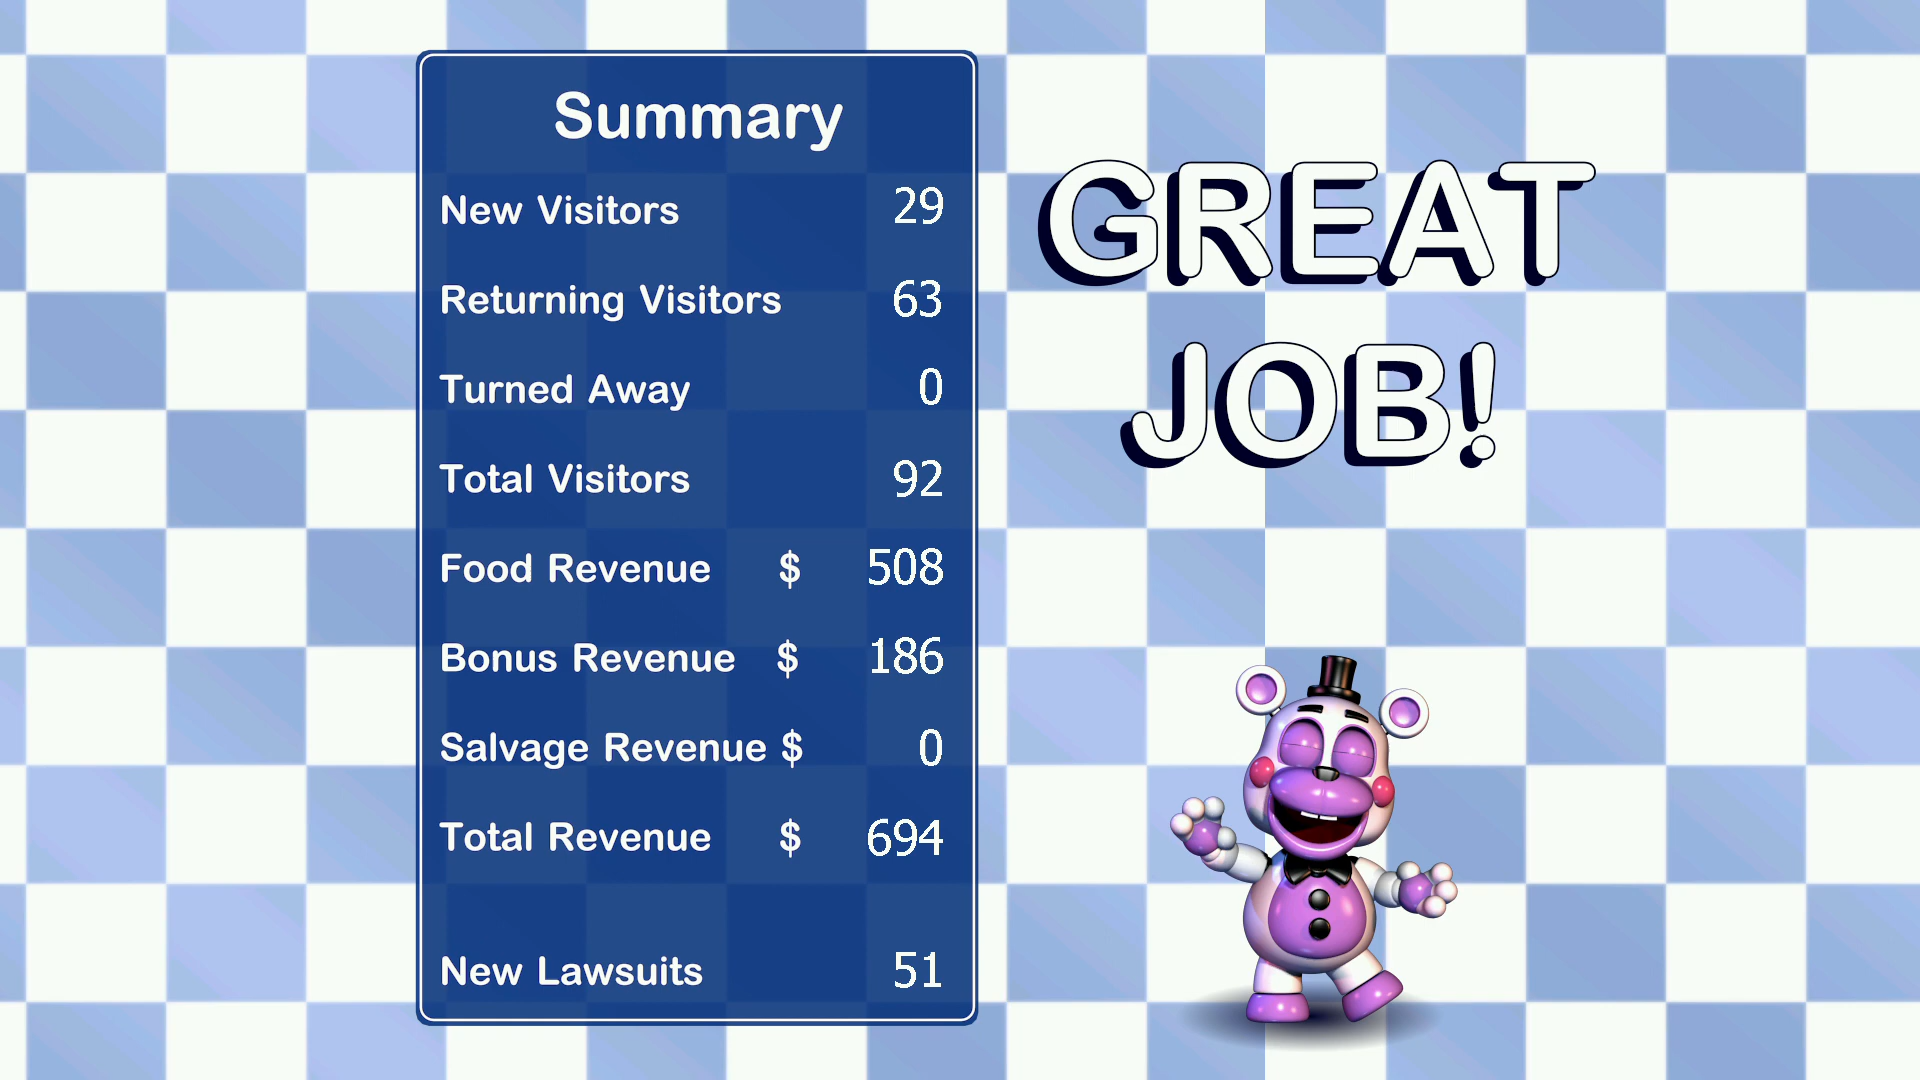 Summary
New Visitors 29
Returning Visitors 63
Turned Away 0
Total Visitors 92
Food Revenue $ 508
Bonus Revenue $ 186
Salvage Revenue $ 0
Total Revenue $ 694
New Lawsuits 51
GREAT
JOB!